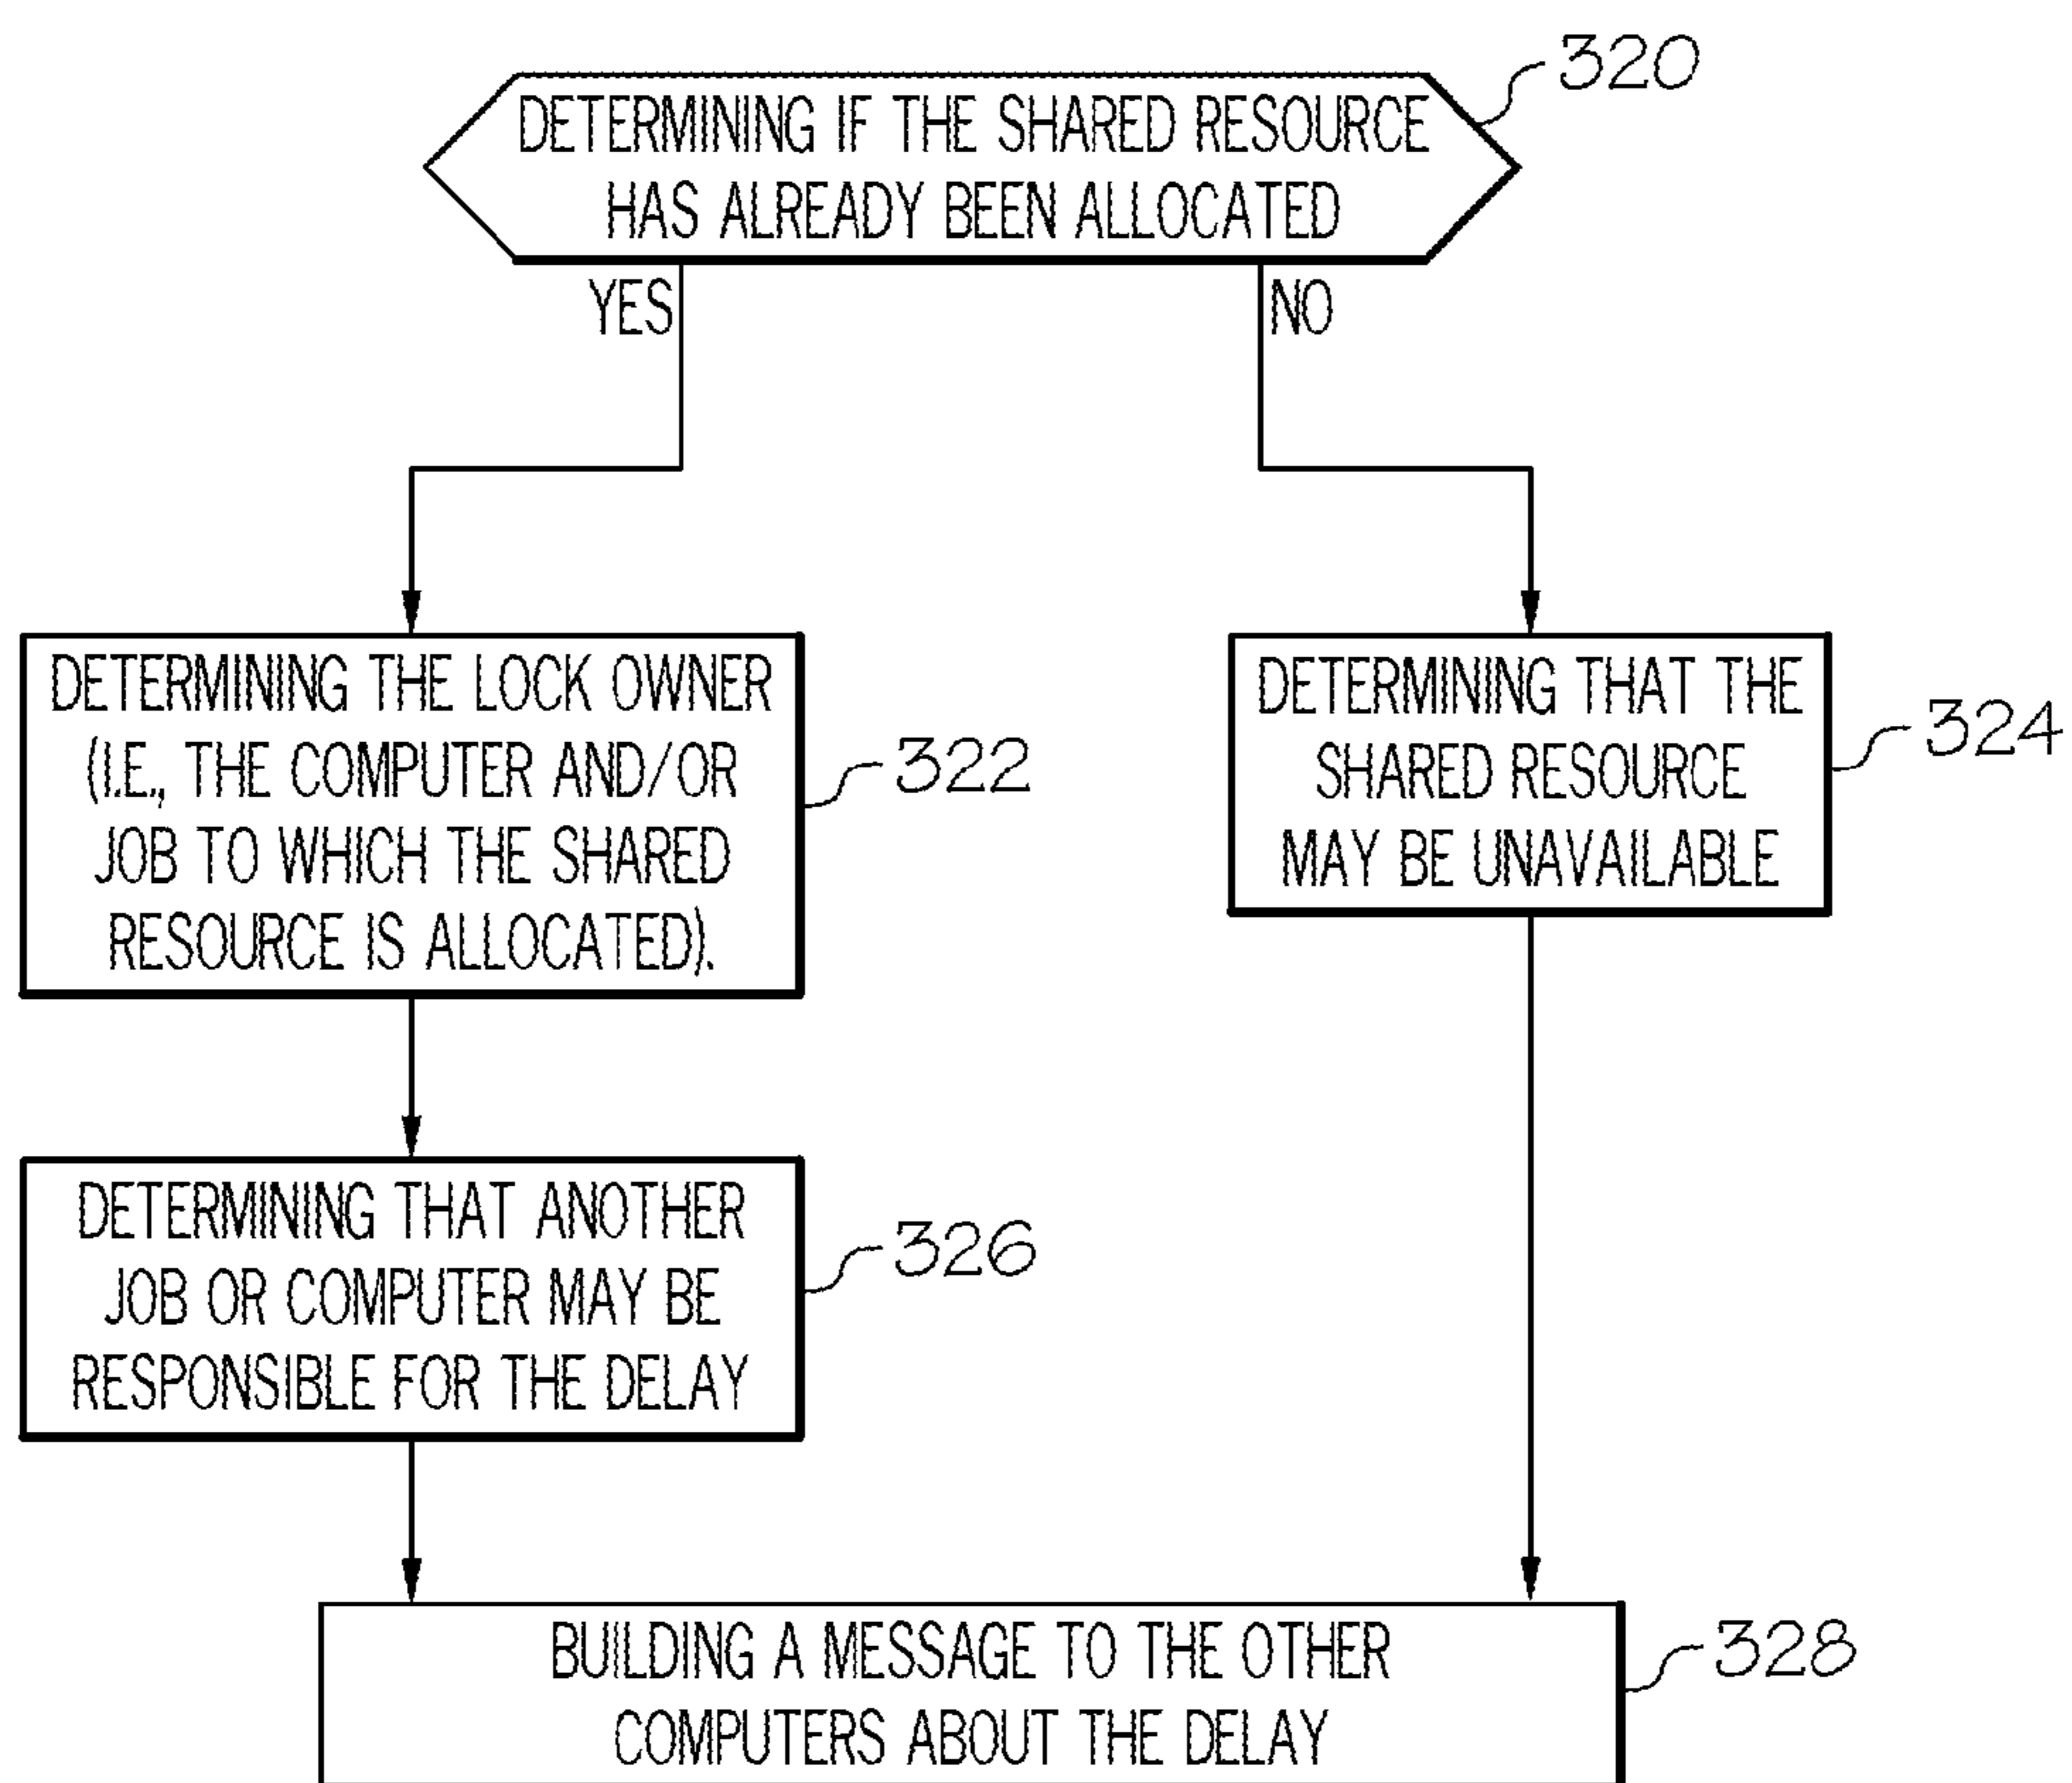 320
DETERMINING IF THE SHARED RESOURCE
HAS ALREADY BEEN ALLOCATED
YES
NO
DETERMINING THE LOCK OWNER
(I.E., THE COMPUTER AND/OR
JOB TO WHICH THE SHARED
RESOURCE IS ALLOCATED).
322
DETERMINING THAT THE
SHARED RESOURCE
MAY BE UNAVAILABLE
324
DETERMINING THAT ANOTHER
JOB OR COMPUTER MAY BE
RESPONSIBLE FOR THE DELAY
326
BUILDING A MESSAGE TO THE OTHER
COMPUTERS ABOUT THE DELAY
328